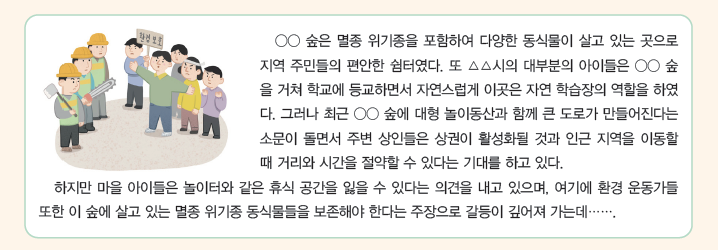 ○○ 숲은 멸종 위기종을 포함하여 다양한 동식물이 살고 있는 곳으로
지역 주민들의 편안한 쉼터였다. 또 △△시의 대부분의 아이들은 ○○ 숲
을 거쳐 학교에 등교하면서 자연스럽게 이곳은 자연 학습장의 역할을 하였
다. 그러나 최근 ○○ 숲에 대형 놀이동산과 함께 큰 도로가 만들어진다는
소문이 돌면서 주변 상인들은 상권이 활성화될 것과 인근 지역을 이동할
때 거리와 시간을 절약할 수 있다는 기대를 하고 있다.
하지만 마을 아이들은 놀이터와 같은 휴식 공간을 잃을 수 있다는 의견을 내고 있으며, 여기에 환경 운동가들
또한 이 숲에 살고 있는 멸종 위기종 동식물들을 보존해야 한다는 주장으로 갈등이 깊어져 가는데…….